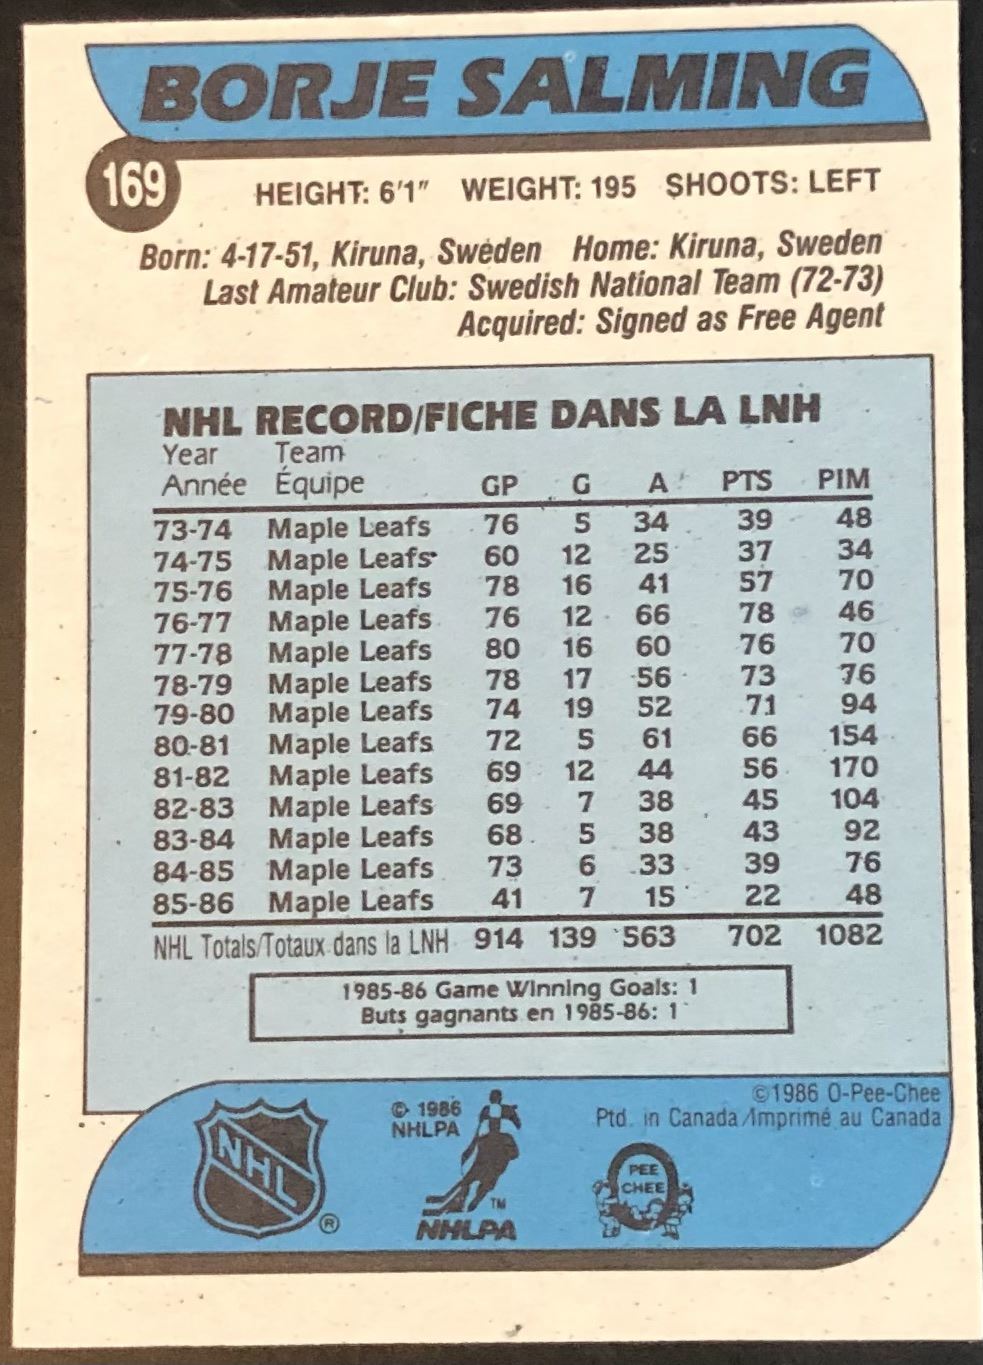 BORJE SALMING
169
HEIGHT: 6'1" WEIGHT: 195 SHOOTS: LEFT
Born: 4-17-51, Kiruna, Sweden Home: Kiruna, Sweden
Last Amateur Club: Swedish National Team (72-73)
Acquired: Signed as Free Agent
NHL RECORD/FICHE DANS LA LNH
Year Team
Année Équipe GP G A PTS PIM
73-74 Maple Leafs 76 5 34 39 48
74-75 Maple Leafs 60 12 25 37 34
75-76 Maple Leafs 78 16 41 57 70
76-77 Maple Leafs 76 12 66 78 46
77-78 Maple Leafs 80 16 60 76 70
78-79 Maple Leafs 78 17 56 73 76
79-80 Maple Leafs 74 19 52 71 94
80-81 Maple Leafs 72 5 61 66 154
81-82 Maple Leafs 69 12 44 56 170
82-83 Maple Leafs 69 7 38 45 104
83-84 Maple Leafs 68 5 38 43 92
84-85 Maple Leafs 73 6 33 39 76
85-86 Maple Leafs 41 7 15 22 48
NHL Totals/Totaux dans la LNH 914 139 563 702 1082
1985-86 Game Winning Goals: 1
Buts gagnants en 1985-86: 1
©1986 O-Pee-Chee
Ptd. in Canada/Imprimé au Canada
© 1986
NHLPA
NHL
®
TM
NHLPA
PEE
CHEE